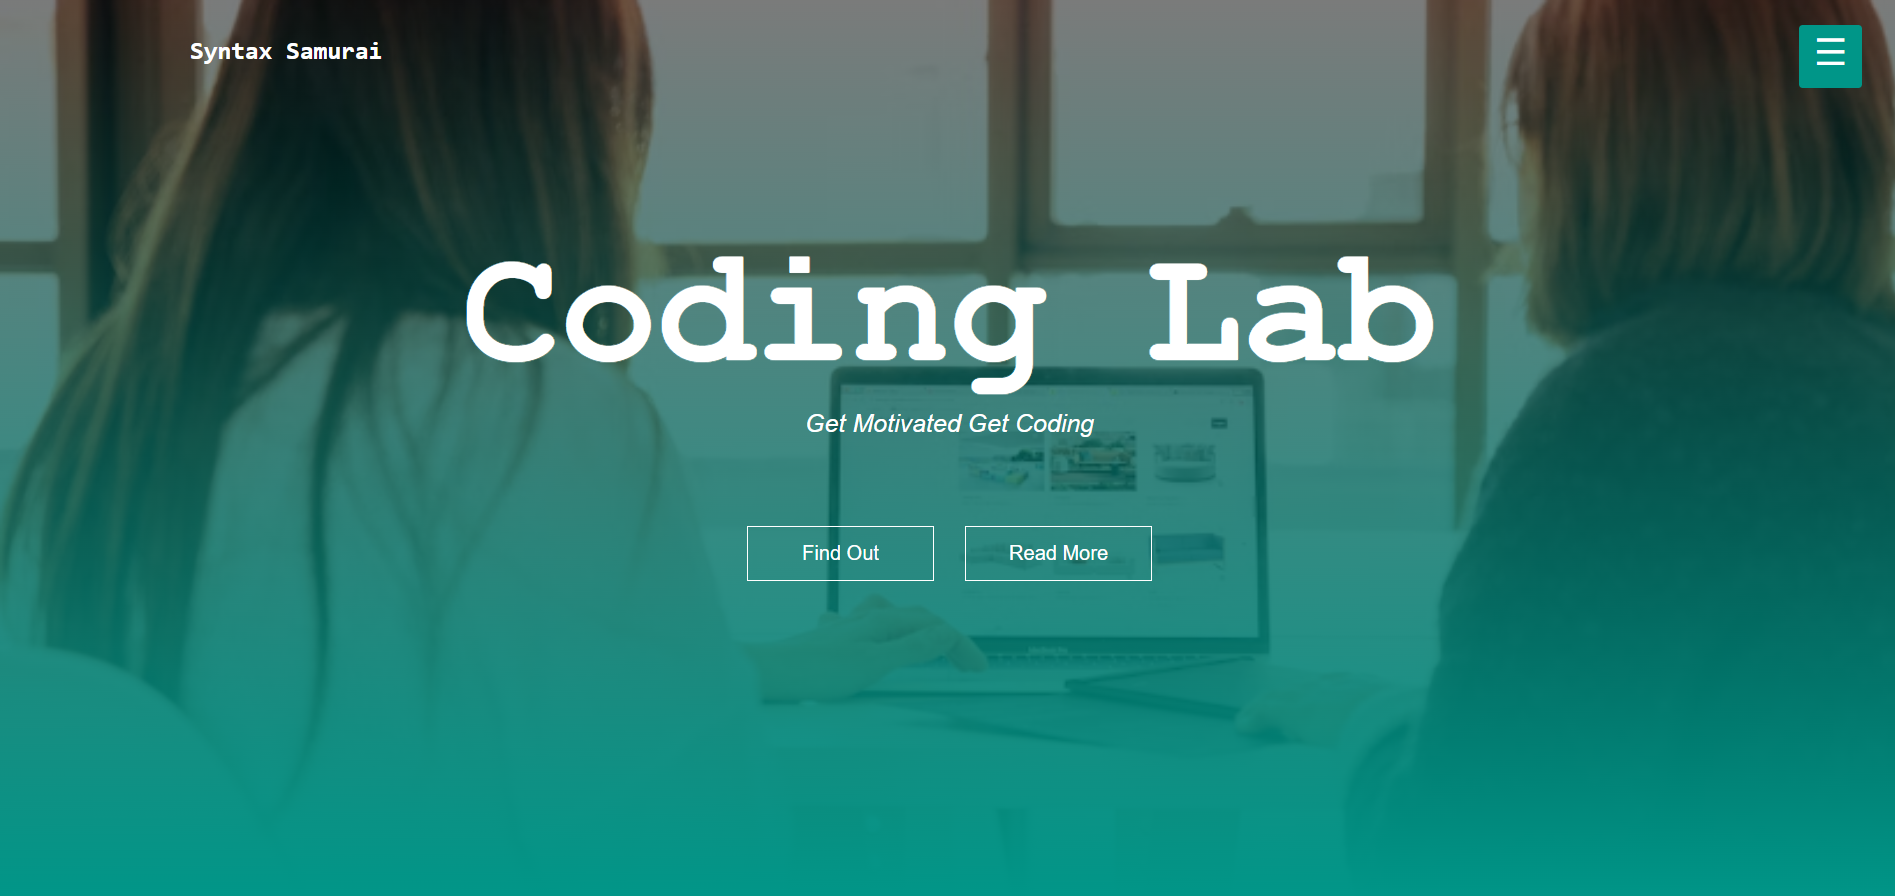 Syntax Samurai
Coding Lab
Get Motivated Get Coding
Find Out
Read More